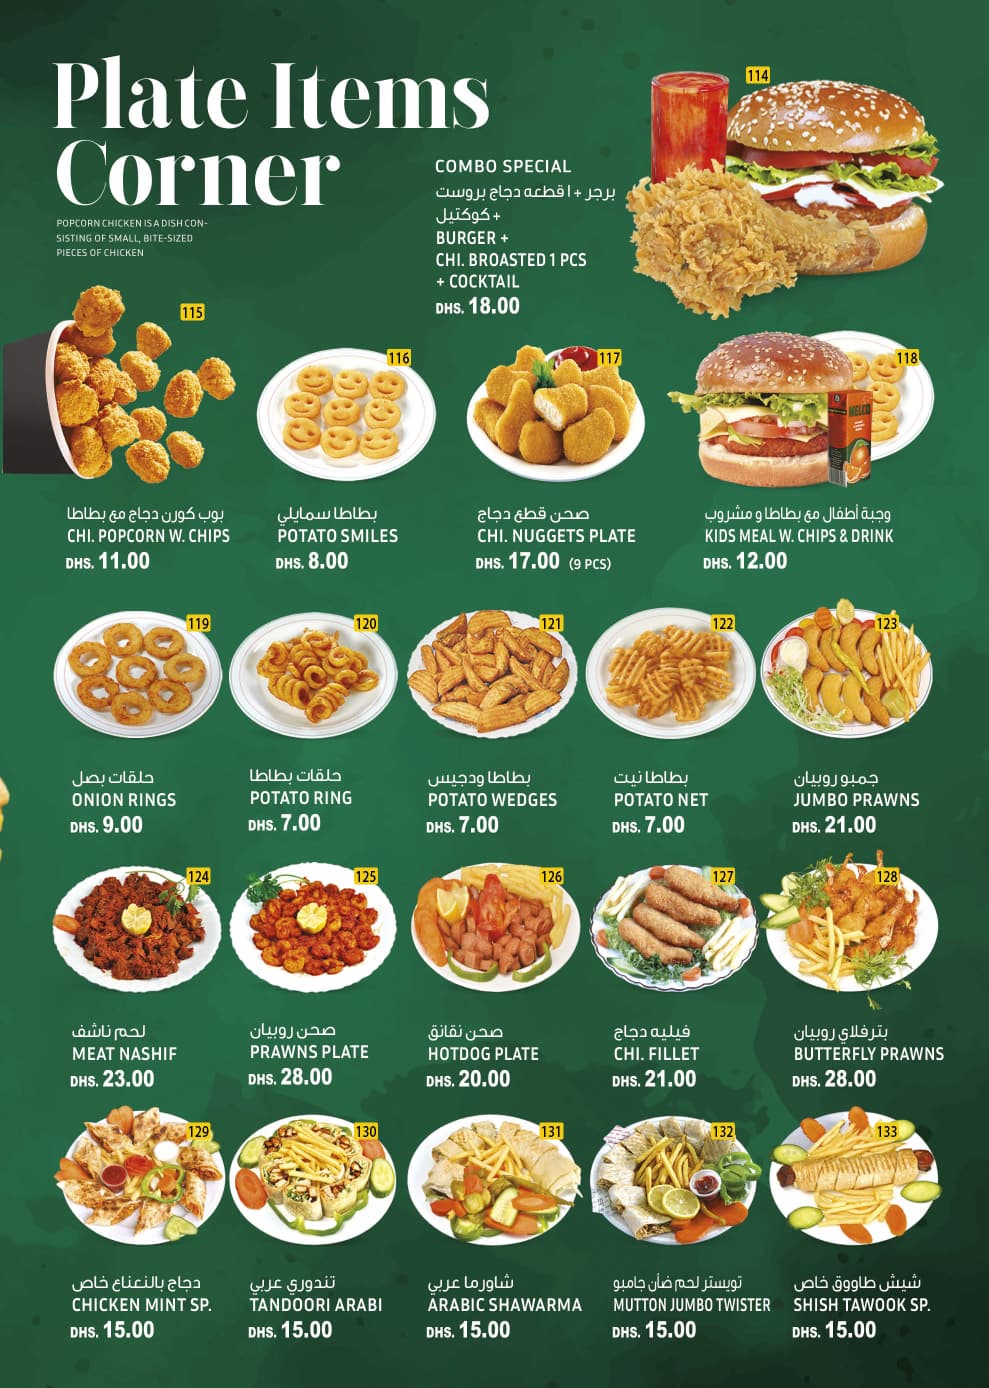 Plate Items
Corner
POPCORN CHICKEN IS A DISH CON-
SISTING OF SMALL, BITE-SIZED
PIECES OF CHICKEN
114
COMBO SPECIAL
برجر + ا قطعه دجاج بروست
+ كوكتيل
BURGER +
CHI. BROASTED 1 PCS
+ COCKTAIL
DHS. 18.00
115
بوب كورن دجاج مع بطاطا
CHI. POPCORN W. CHIPS
DHS. 11.00
116
بطاطا سمايلي
POTATO SMILES
DHS. 8.00
117
صحن قطع دجاج
CHI. NUGGETS PLATE
DHS. 17.00 (9 PCS)
118
MELCO
وجبة أطفال مع بطاطا و مشروب
KIDS MEAL W. CHIPS & DRINK
DHS. 12.00
119
حلقات بصل
ONION RINGS
DHS. 9.00
120
حلقات بطاطا
POTATO RING
DHS. 7.00
121
بطاطا ودجيس
POTATO WEDGES
DHS. 7.00
122
بطاطا نيت
POTATO NET
DHS. 7.00
123
جمبو روبيان
JUMBO PRAWNS
DHS. 21.00
124
لحم ناشف
MEAT NASHIF
DHS. 23.00
125
صحن روبيان
PRAWNS PLATE
DHS. 28.00
126
صحن نقانق
HOTDOG PLATE
DHS. 20.00
127
فيليه دجاج
CHI. FILLET
DHS. 21.00
128
بترفلاي روبيان
BUTTERFLY PRAWNS
DHS. 28.00
129
دجاج بالنعناع خاص
CHICKEN MINT SP.
DHS. 15.00
130
تندوري عربي
TANDOORI ARABI
DHS. 15.00
131
شاورما عربي
ARABIC SHAWARMA
DHS. 15.00
132
تويستر لحم ضأن جامبو
MUTTON JUMBO TWISTER
DHS. 15.00
133
شيش طاووق خاص
SHISH TAWOOK SP.
DHS. 15.00